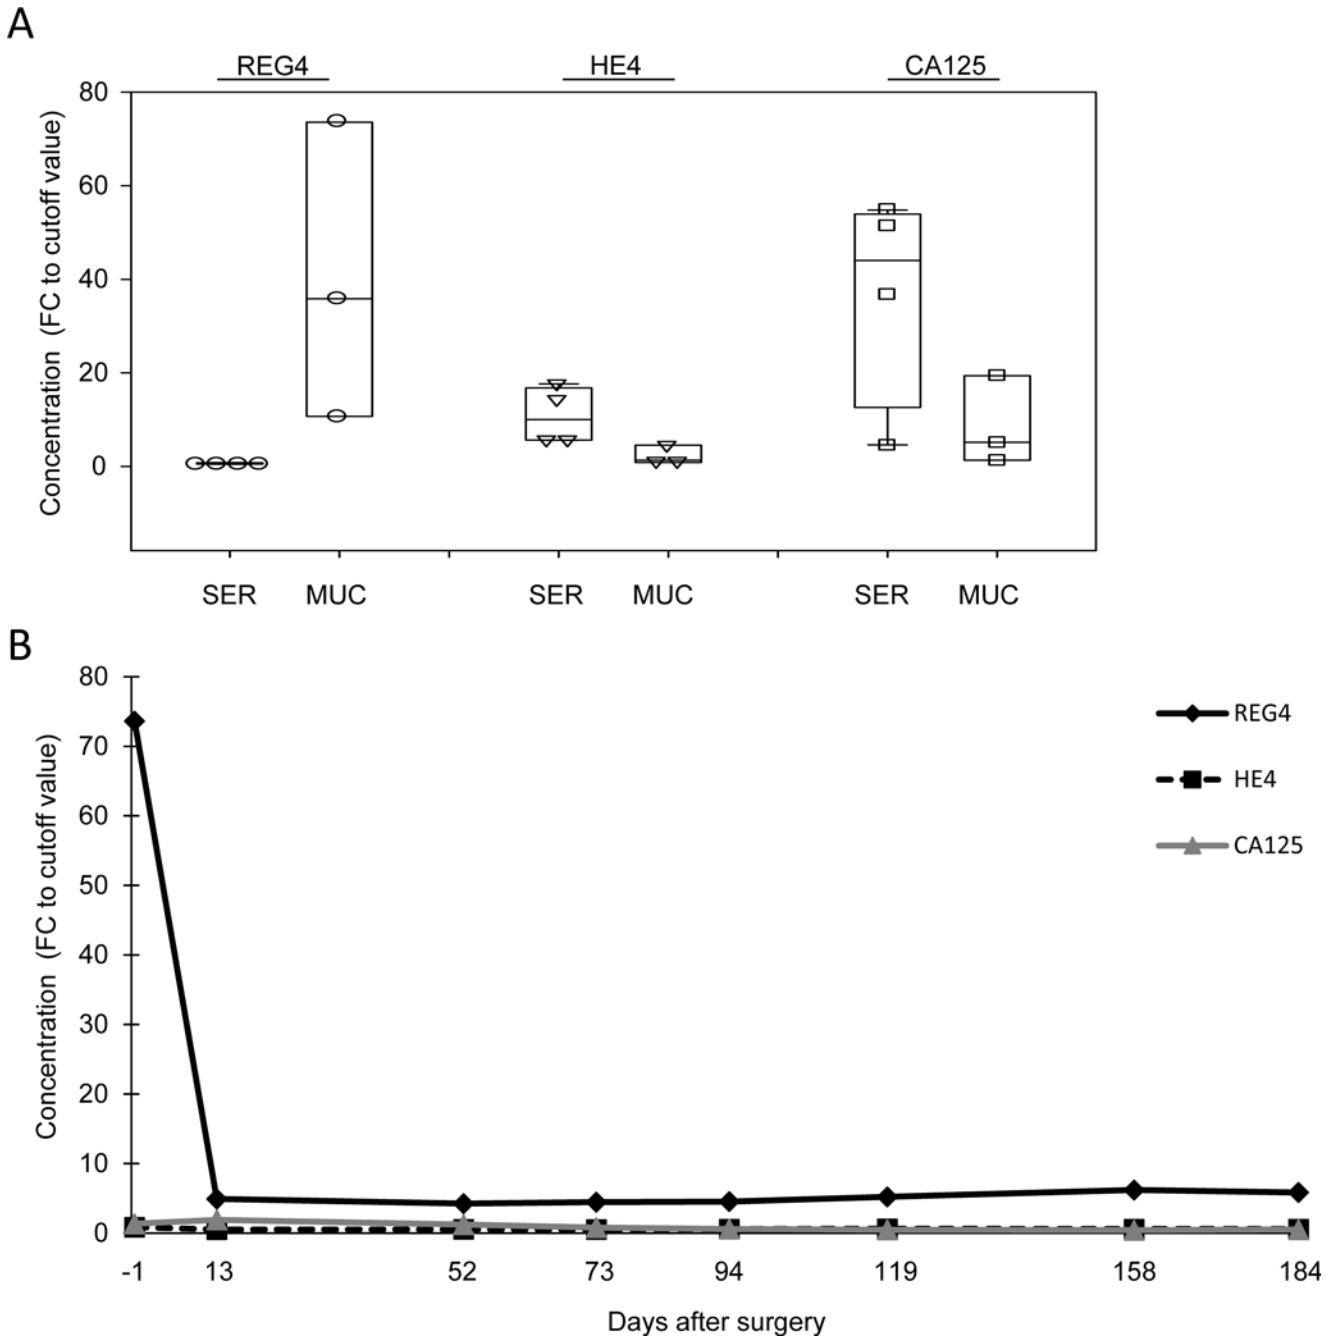 A
REG4 HE4 CA125
Concentration (FC to cutoff value)
80
60
40
20
0
SER MUC SER MUC SER MUC
B
Concentration (FC to cutoff value)
80
70
60
50
40
30
20
10
0
REG4
HE4
CA125
-1 13 52 73 94 119 158 184
Days after surgery